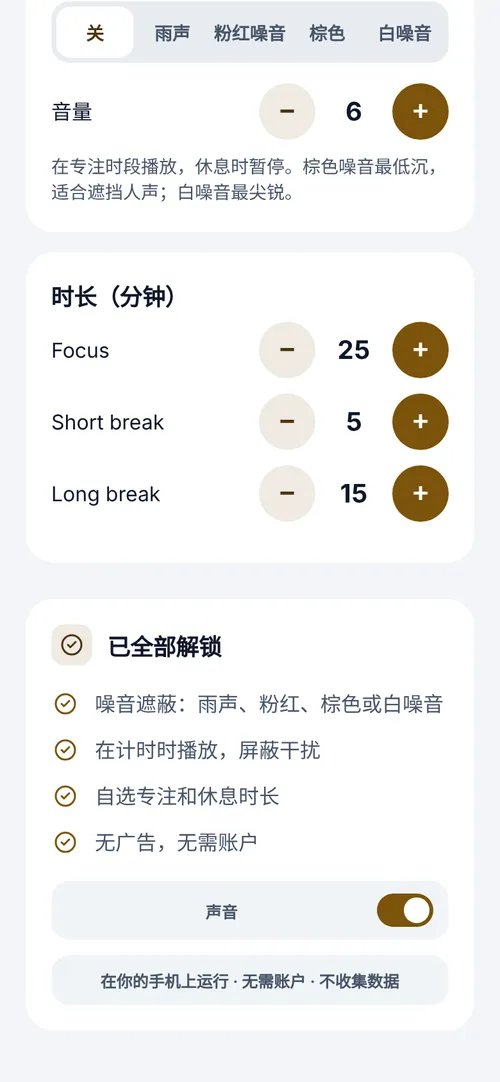 关 雨声 粉红噪音 棕色 白噪音
音量 − 6 +
在专注时段播放，休息时暂停。棕色噪音最低沉，
适合遮挡人声；白噪音最尖锐。
时长（分钟）
Focus − 25 +
Short break − 5 +
Long break − 15 +
已全部解锁
噪音遮蔽：雨声、粉红、棕色或白噪音
在计时时播放，屏蔽干扰
自选专注和休息时长
无广告，无需账户
声音
在你的手机上运行 · 无需账户 · 不收集数据